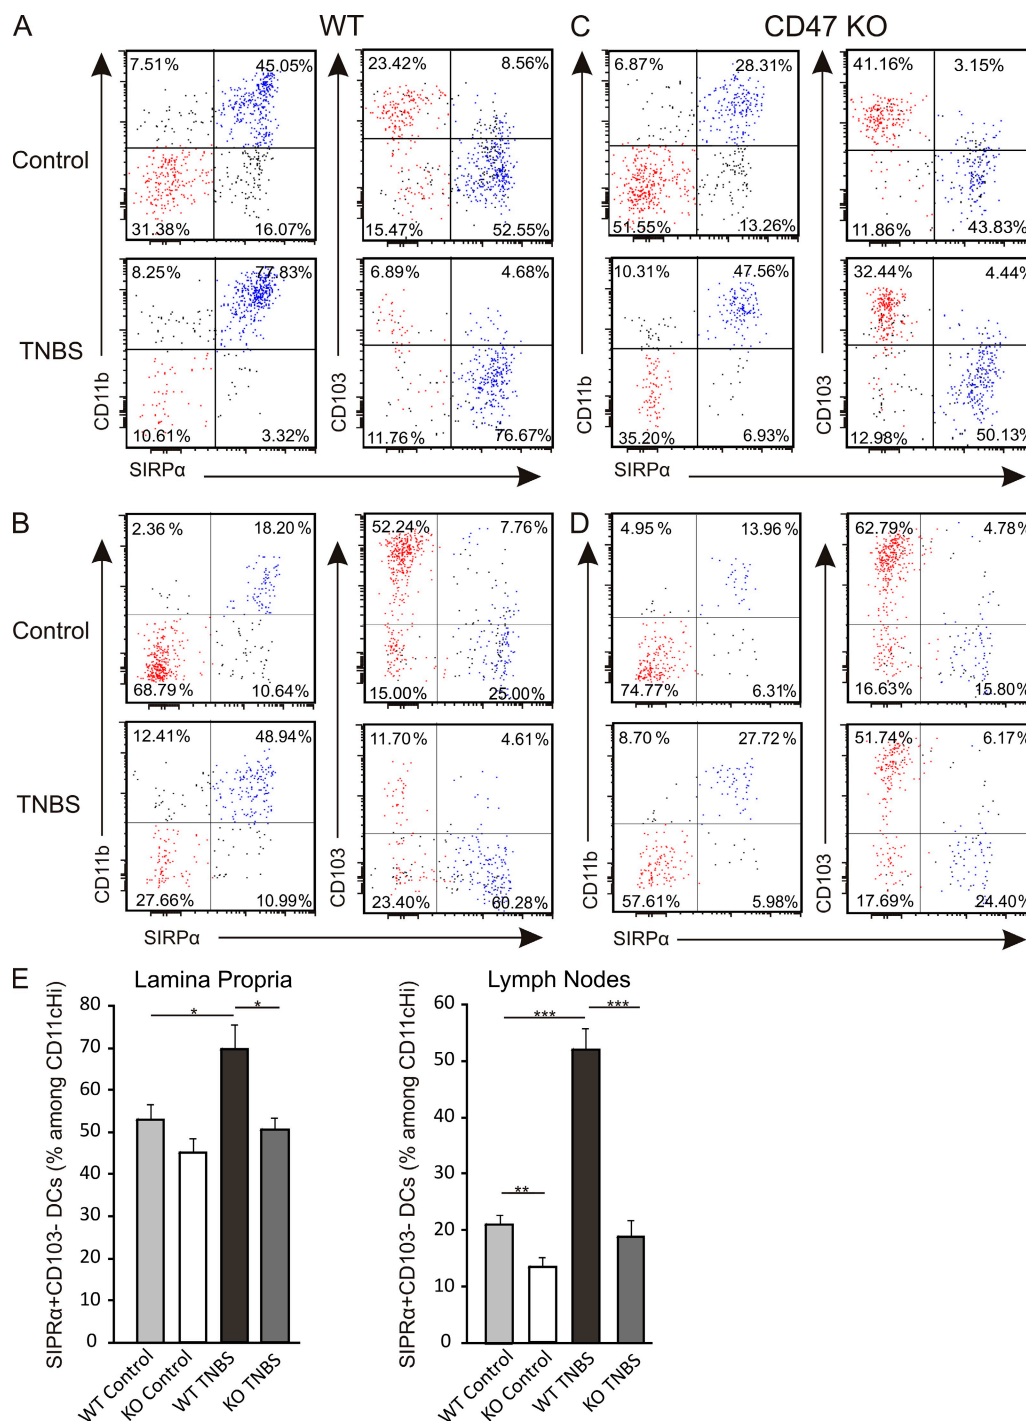 A WT C CD47 KO
7.51% 45.05% 23.42% 8.56% 6.87% 28.31% 41.16% 3.15%
Control
31.38% 16.07% 15.47% 52.55% 51.55% 13.26% 11.86% 43.83%
8.25% 77.83% 6.89% 4.68% 10.31% 47.56% 32.44% 4.44%
TNBS
CD11b CD103 CD11b CD103
10.61% 3.32% 11.76% 76.67% 35.20% 6.93% 12.98% 50.13%
SIRPα SIRPα
B D
2.36 % 18.20 % 52.24% 7.76% 4.95 % 13.96 % 62.79% 4.78%
Control
68.79 % 10.64% 15.00% 25.00% 74.77% 6.31% 16.63% 15.80%
12.41% 48.94% 11.70 % 4.61% 8.70 % 27.72 % 51.74% 6.17%
TNBS
CD11b CD103 CD11b CD103
27.66% 10.99% 23.40% 60.28% 57.61% 5.98% 17.69% 24.40%
SIRPα SIRPα
E
Lamina Propria
SIPRα+CD103- DCs (% among CD11cHi)
80
70
60
50
40
30
20
10
0
* *
WT Control
KO Control
WT TNBS
KO TNBS
Lymph Nodes
SIPRα+CD103- DCs (% among CD11cHi)
60
50
40
30
20
10
0
*** ***
**
WT Control
KO Control
WT TNBS
KO TNBS